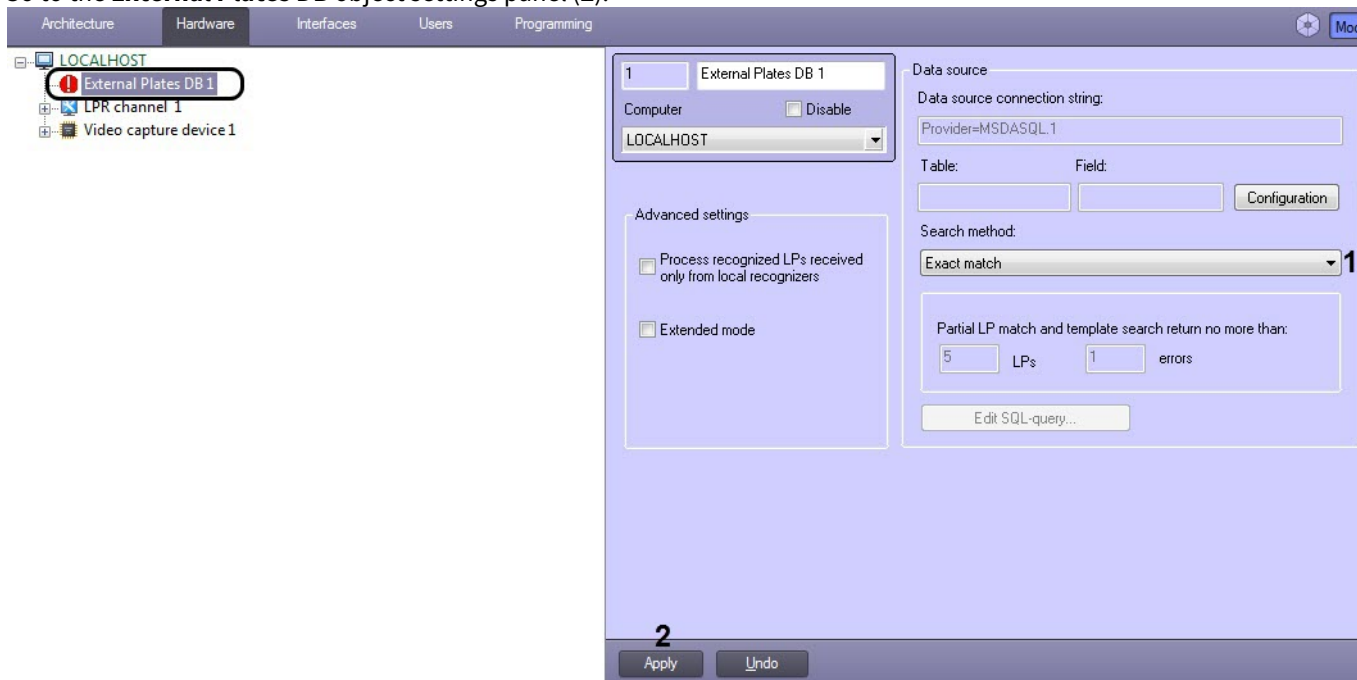 Go to the External Plates DB object settings panel (2).
Architecture Hardware Interfaces Users Programming
LOCALHOST
External Plates DB 1
LPR channel 1
Video capture device 1
1 External Plates DB 1
Computer Disable
LOCALHOST
Advanced settings
Process recognized LPs received
only from local recognizers
Extended mode
Data source
Data source connection string:
Provider=MSDASQL.1
Table: Field:
Configuration
Search method:
Exact match 1
Partial LP match and template search return no more than:
5 LPs 1 errors
Edit SQL-query...
2
Apply Undo